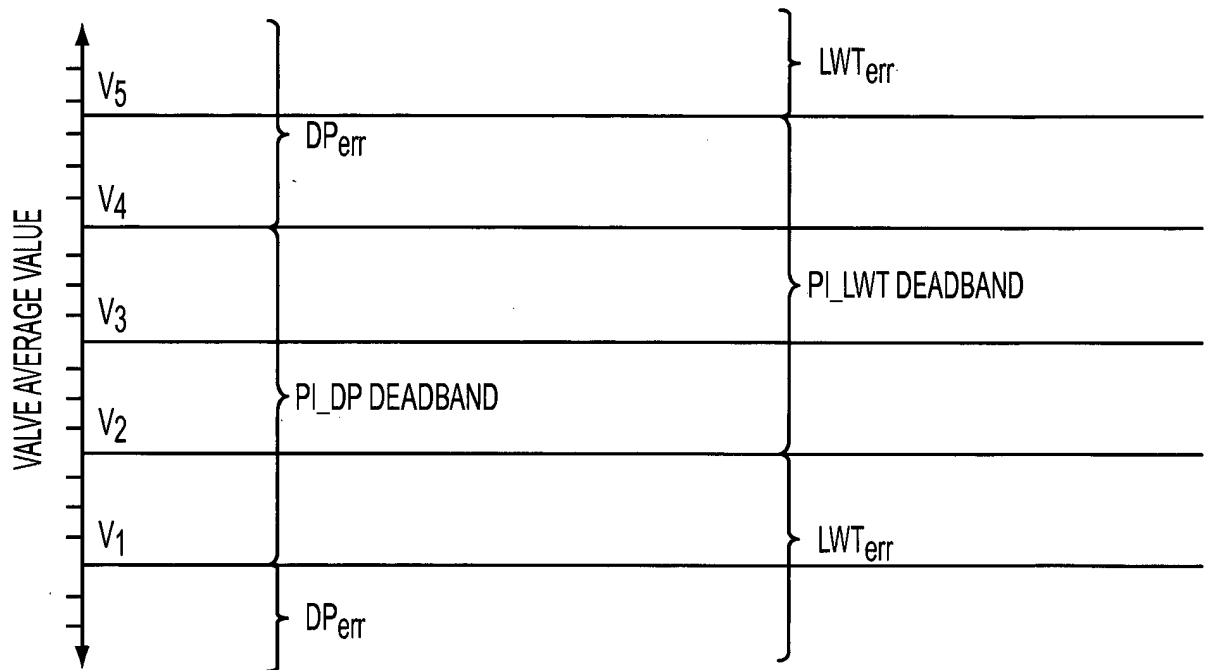 LWTerr
V5
DPerr
V4
PI_LWT DEADBAND
V3
VALVE AVERAGE VALUE
PI_DP DEADBAND
V2
V1
LWTerr
DPerr